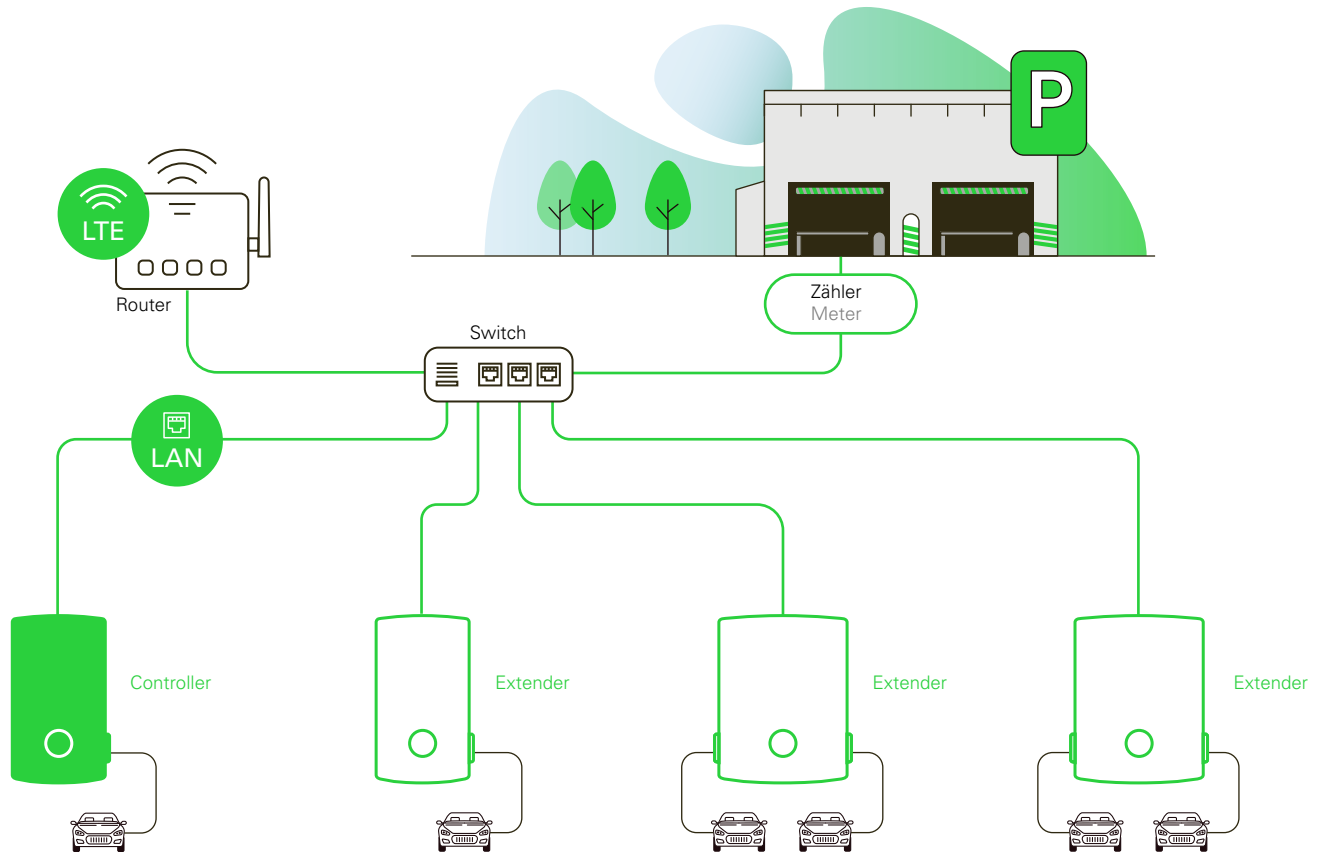 P
LTE
Router
Zähler
Meter
Switch
LAN
Controller
Extender
Extender
Extender